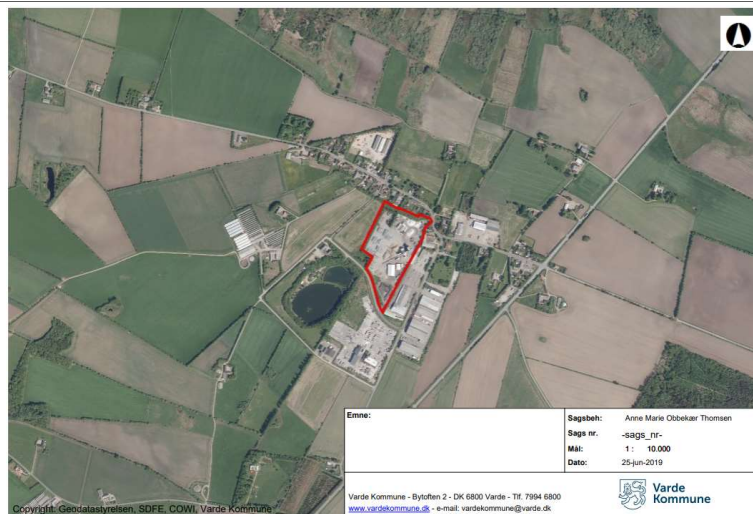 Emne:
Sagsbeh: Anne Marie Obbekær Thomsen
Sags nr. -sags_nr-
Mål: 1 : 10.000
Dato: 25-jun-2019
Varde Kommune - Bytoften 2 - DK 6800 Varde - Tlf. 7994 6800
www.vardekommune.dk - e-mail: vardekommune@varde.dk
Varde
Kommune
Copyright: Geodatastyrelsen, SDFE, COWI, Varde Kommune